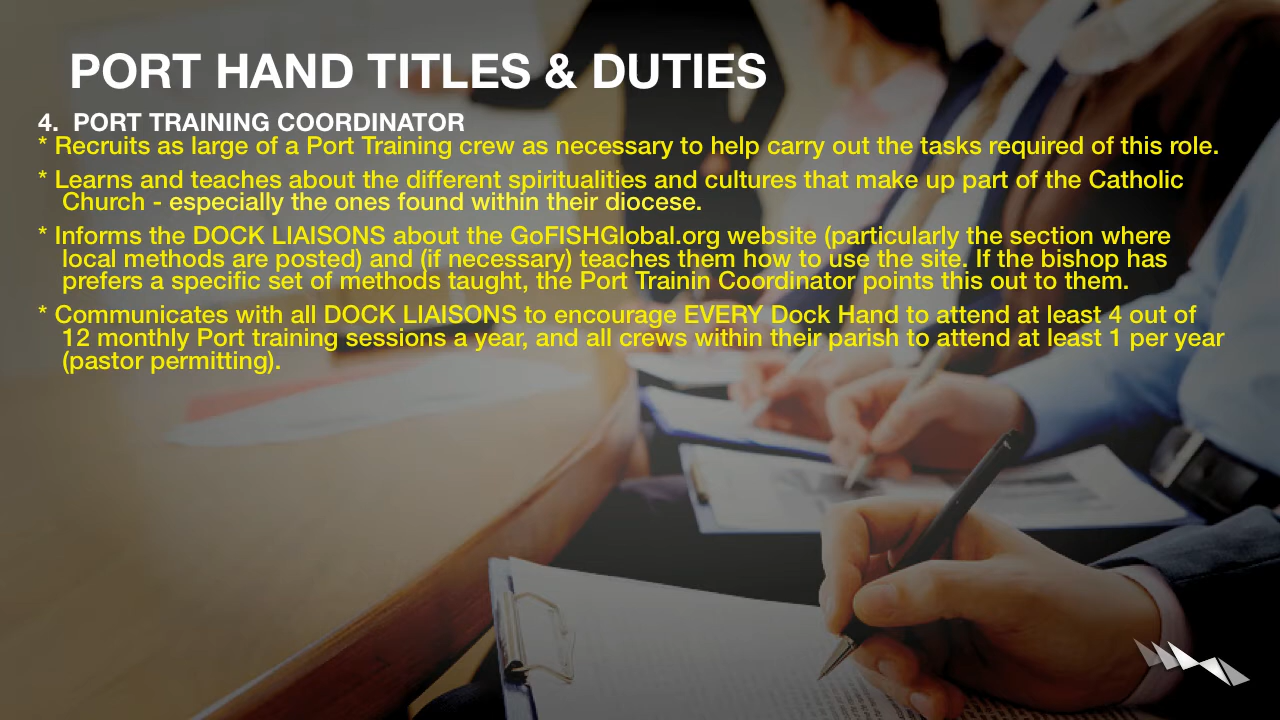 PORT HAND TITLES & DUTIES
4. PORT TRAINING COORDINATOR
* Recruits as large of a Port Training crew as necessary to help carry out the tasks required of this role.
* Learns and teaches about the different spiritualities and cultures that make up part of the Catholic
Church - especially the ones found within their diocese.
* Informs the DOCK LIAISONS about the GoFISHGlobal.org website (particularly the section where
local methods are posted) and (if necessary) teaches them how to use the site. If the bishop has
prefers a specific set of methods taught, the Port Trainin Coordinator points this out to them.
* Communicates with all DOCK LIAISONS to encourage EVERY Dock Hand to attend at least 4 out of
12 monthly Port training sessions a year, and all crews within their parish to attend at least 1 per year
(pastor permitting).